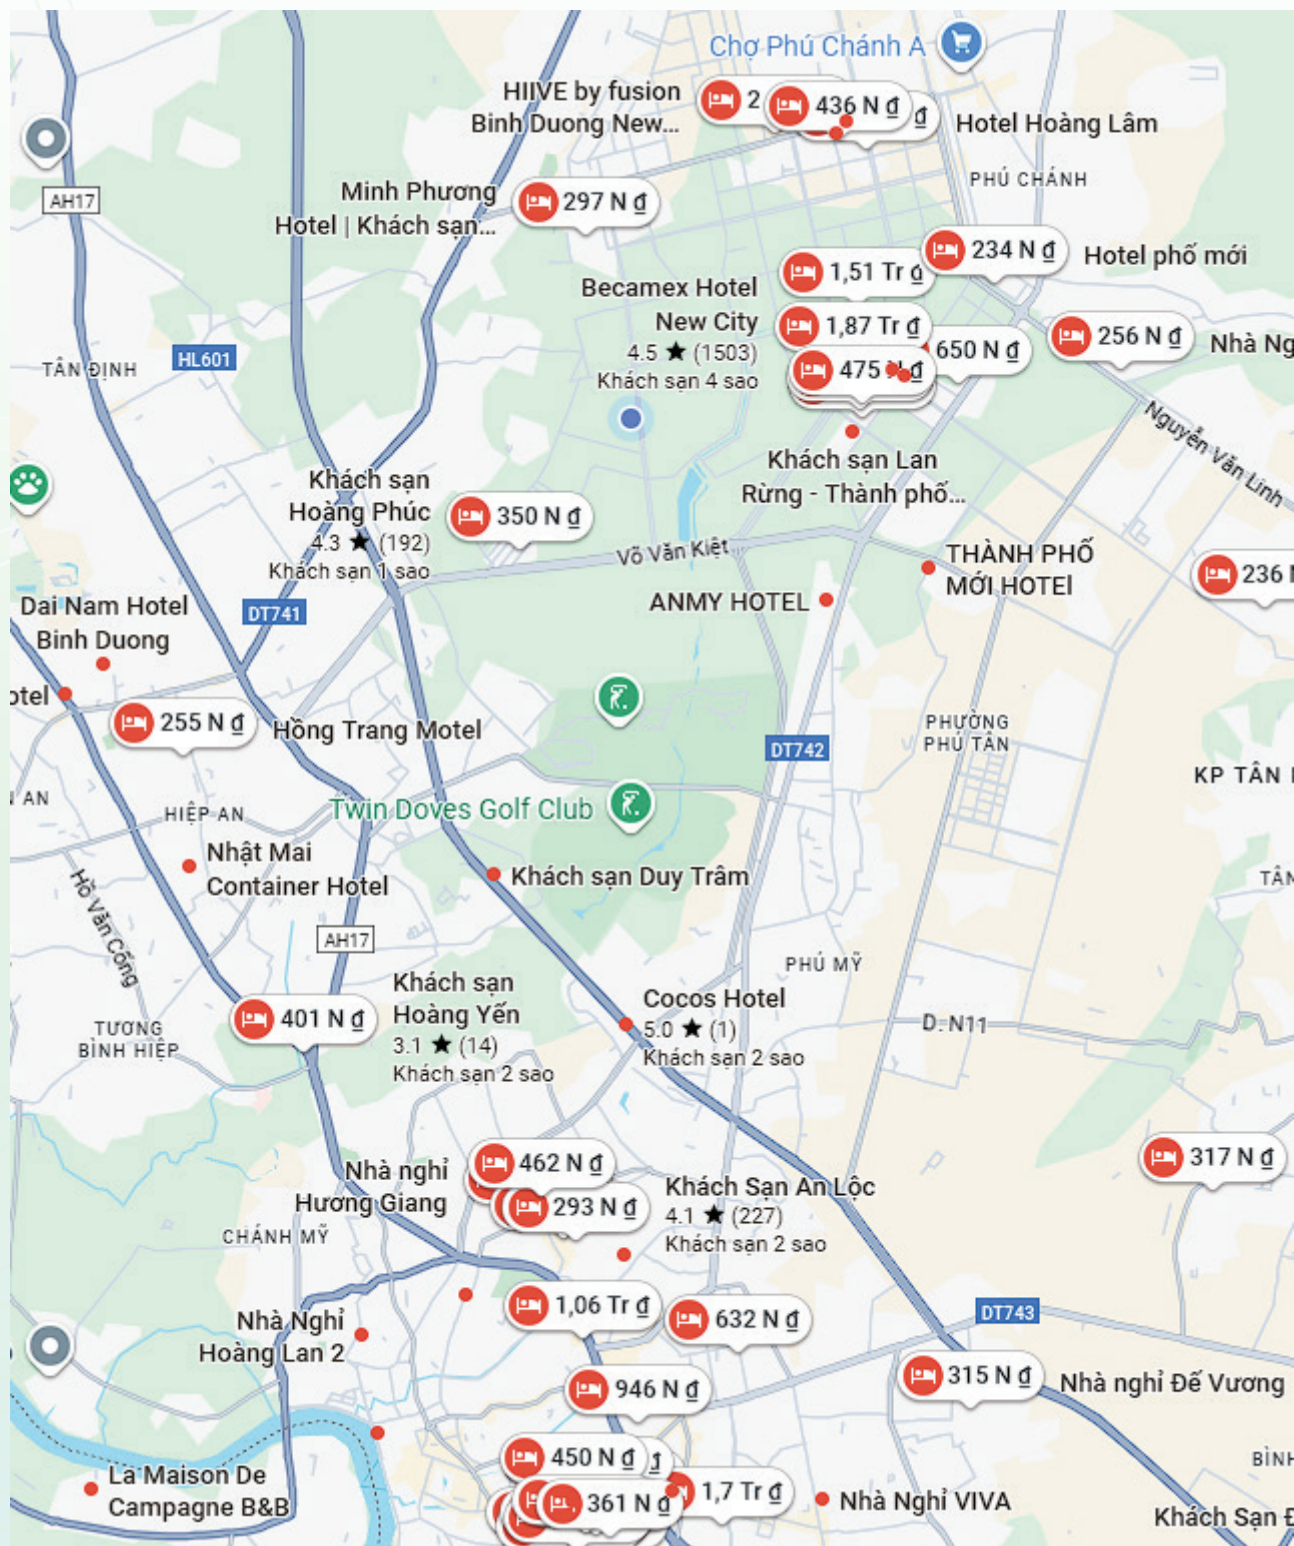 Chợ Phú Chánh A
HIIVE by fusion
Binh Duong New...
2
436 N ₫
₫
Hotel Hoàng Lâm
PHÚ CHÁNH
AH17
Minh Phương
Hotel | Khách sạn...
297 N ₫
234 N ₫
Hotel phố mới
1,51 Tr ₫
Becamex Hotel
New City
4.5 ★ (1503)
Khách sạn 4 sao
1,87 Tr ₫
650 N ₫
256 N ₫
Nhà Ng
475 N ₫
HL601
TÂN ĐỊNH
Nguyễn Văn Linh
Khách sạn Lan
Rừng - Thành phố...
Khách sạn
Hoàng Phúc
4.3 ★ (192)
Khách sạn 1 sao
350 N ₫
Võ Văn Kiệt
THÀNH PHỐ
MỚI HOTEl
236 N
ANMY HOTEL
DT741
Dai Nam Hotel
Binh Duong
otel
255 N ₫
Hồng Trang Motel
PHƯỜNG
PHÚ TÂN
DT742
KP TÂN
AN
HIỆP AN
Twin Doves Golf Club
Nhật Mai
Container Hotel
Khách sạn Duy Trâm
TÂN
Hồ Văn Cống
AH17
PHÚ MỸ
Khách sạn
Hoàng Yến
3.1 ★ (14)
Khách sạn 2 sao
401 N ₫
Cocos Hotel
5.0 ★ (1)
Khách sạn 2 sao
D. N11
TƯƠNG
BÌNH HIỆP
462 N ₫
317 N ₫
Nhà nghỉ
Hương Giang
293 N ₫
Khách Sạn An Lộc
4.1 ★ (227)
Khách sạn 2 sao
CHÁNH MỸ
1,06 Tr ₫
632 N ₫
DT743
Nhà Nghỉ
Hoàng Lan 2
315 N ₫
Nhà nghỉ Đế Vương
946 N ₫
450 N ₫
₫
BÌNH
La Maison De
Campagne B&B
361 N ₫
1,7 Tr ₫
Nhà Nghỉ VIVA
Khách Sạn Đ